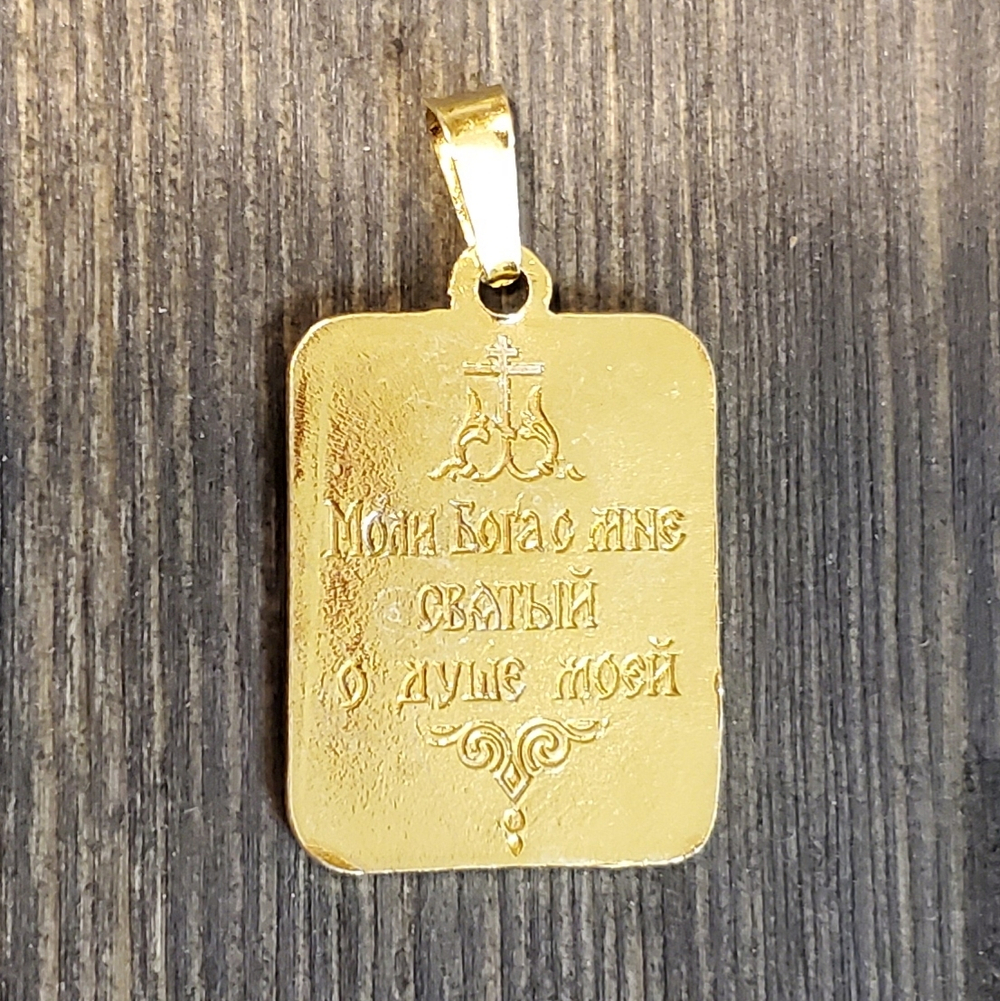 Моли Бога о мне
святый
о душе моей